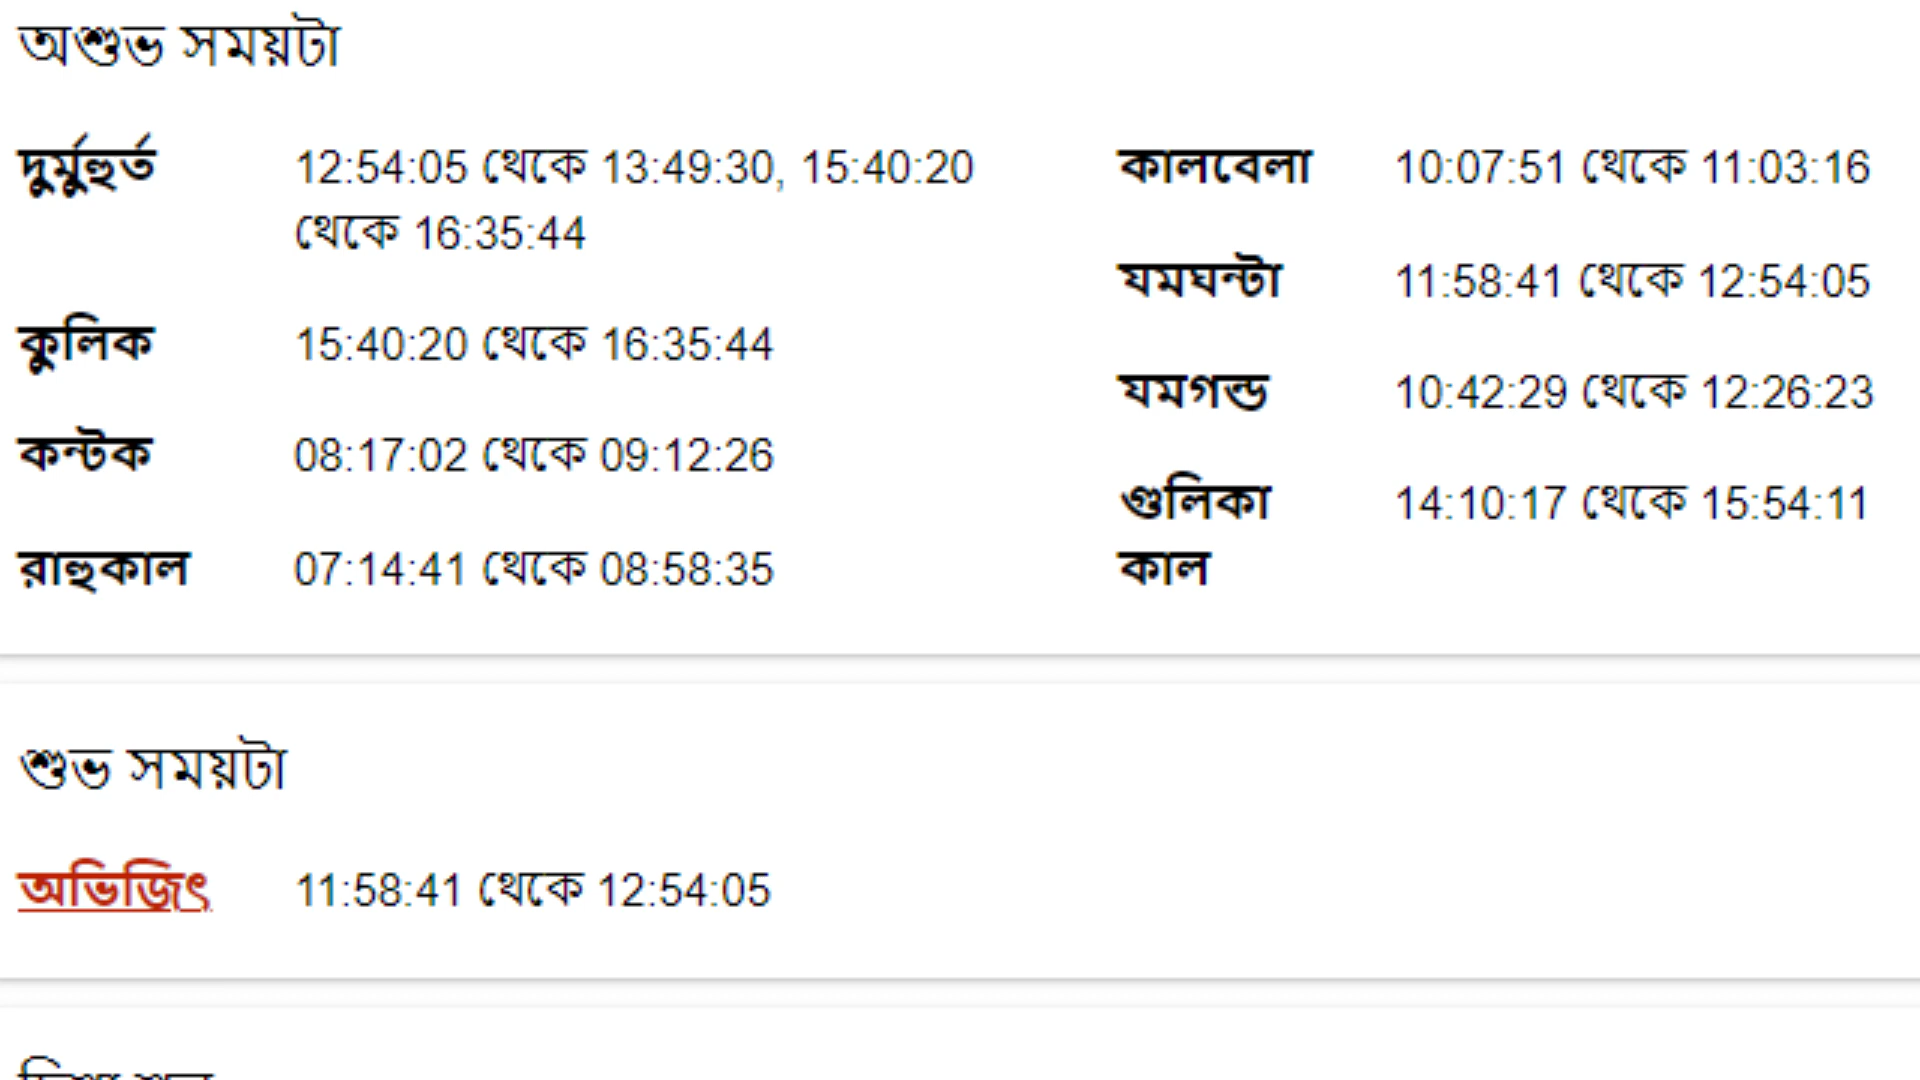 অশুভ সময়টা
দুর্মুহুর্ত 12:54:05 থেকে 13:49:30, 15:40:20
থেকে 16:35:44
কুলিক 15:40:20 থেকে 16:35:44
কন্টক 08:17:02 থেকে 09:12:26
রাহুকাল 07:14:41 থেকে 08:58:35
কালবেলা 10:07:51 থেকে 11:03:16
যমঘন্টা 11:58:41 থেকে 12:54:05
যমগন্ড 10:42:29 থেকে 12:26:23
গুলিকা 14:10:17 থেকে 15:54:11
কাল
শুভ সময়টা
অভিজিৎ 11:58:41 থেকে 12:54:05